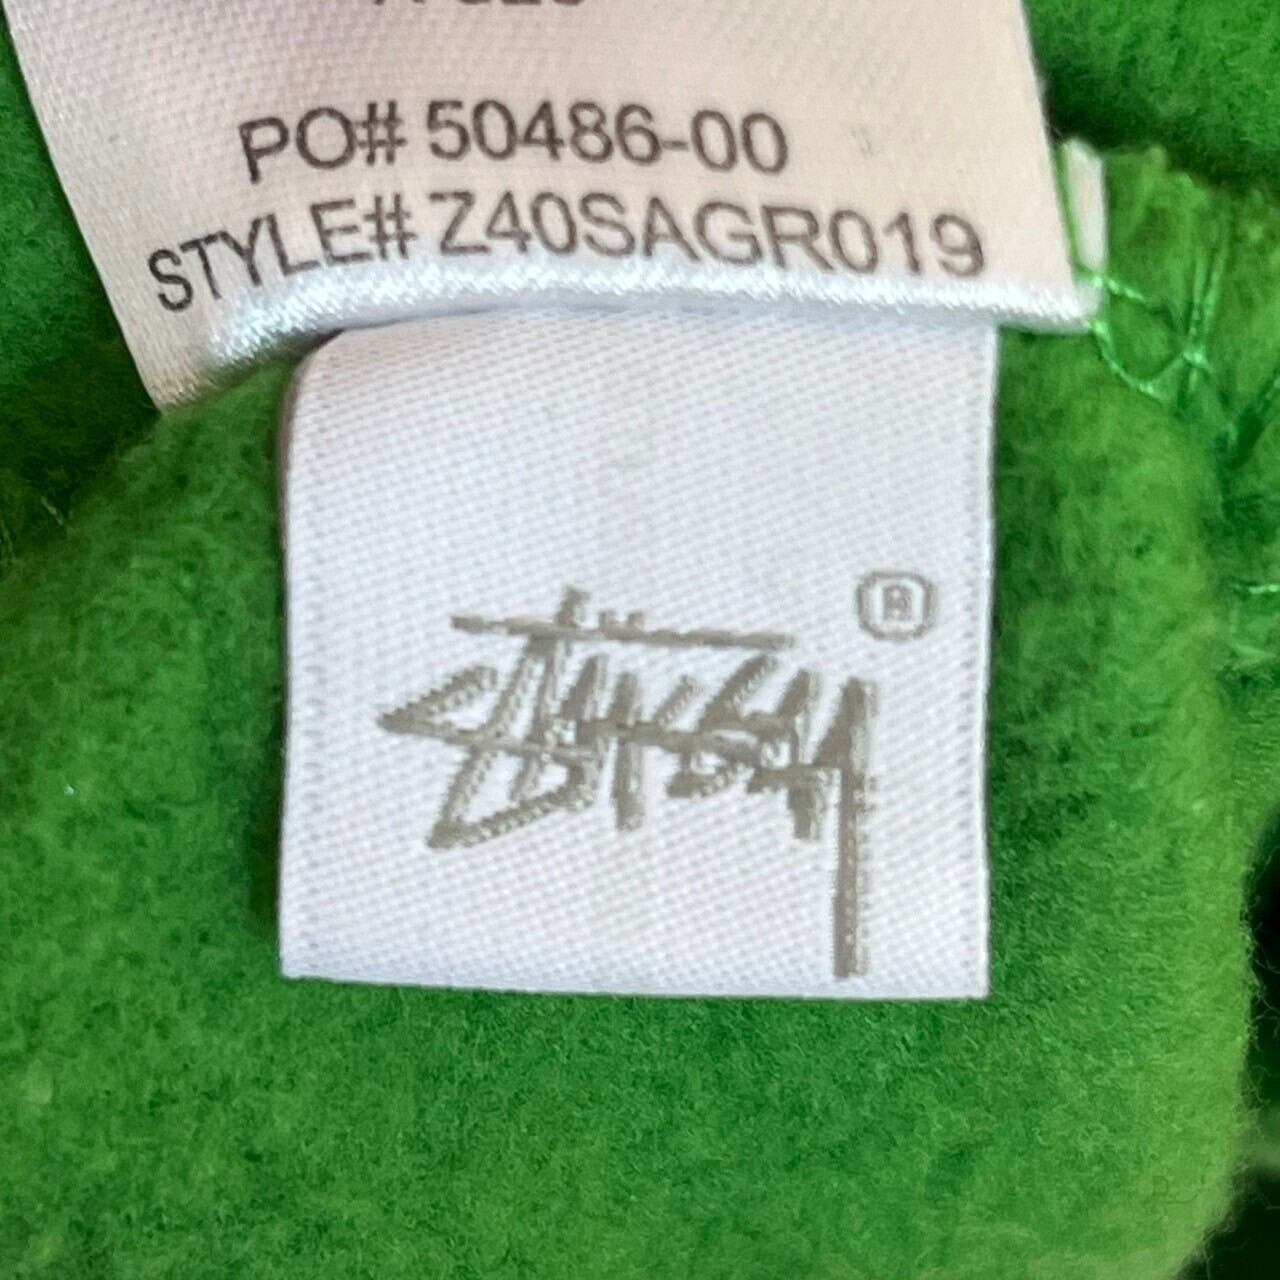 PO# 50486-00
STYLE# Z40SAGR019
Stüssy ®